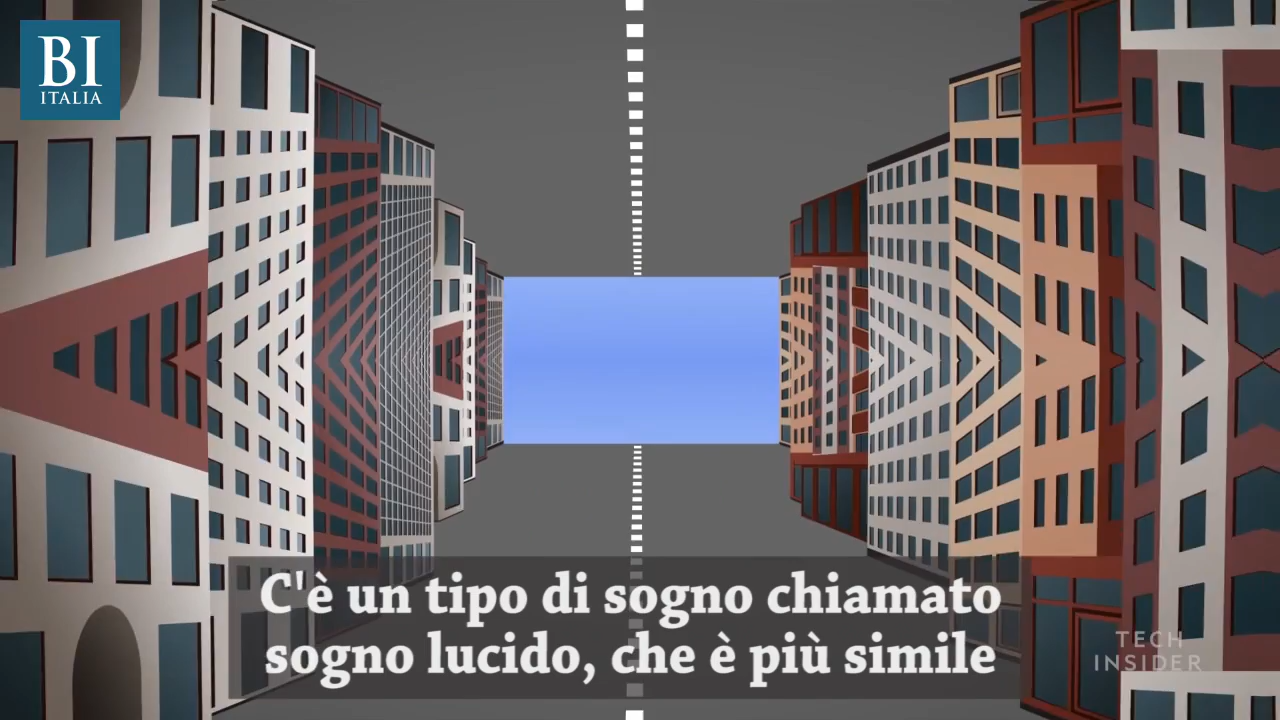 BI
ITALIA
C'è un tipo di sogno chiamato
sogno lucido, che è più simile
TECH
INSIDER